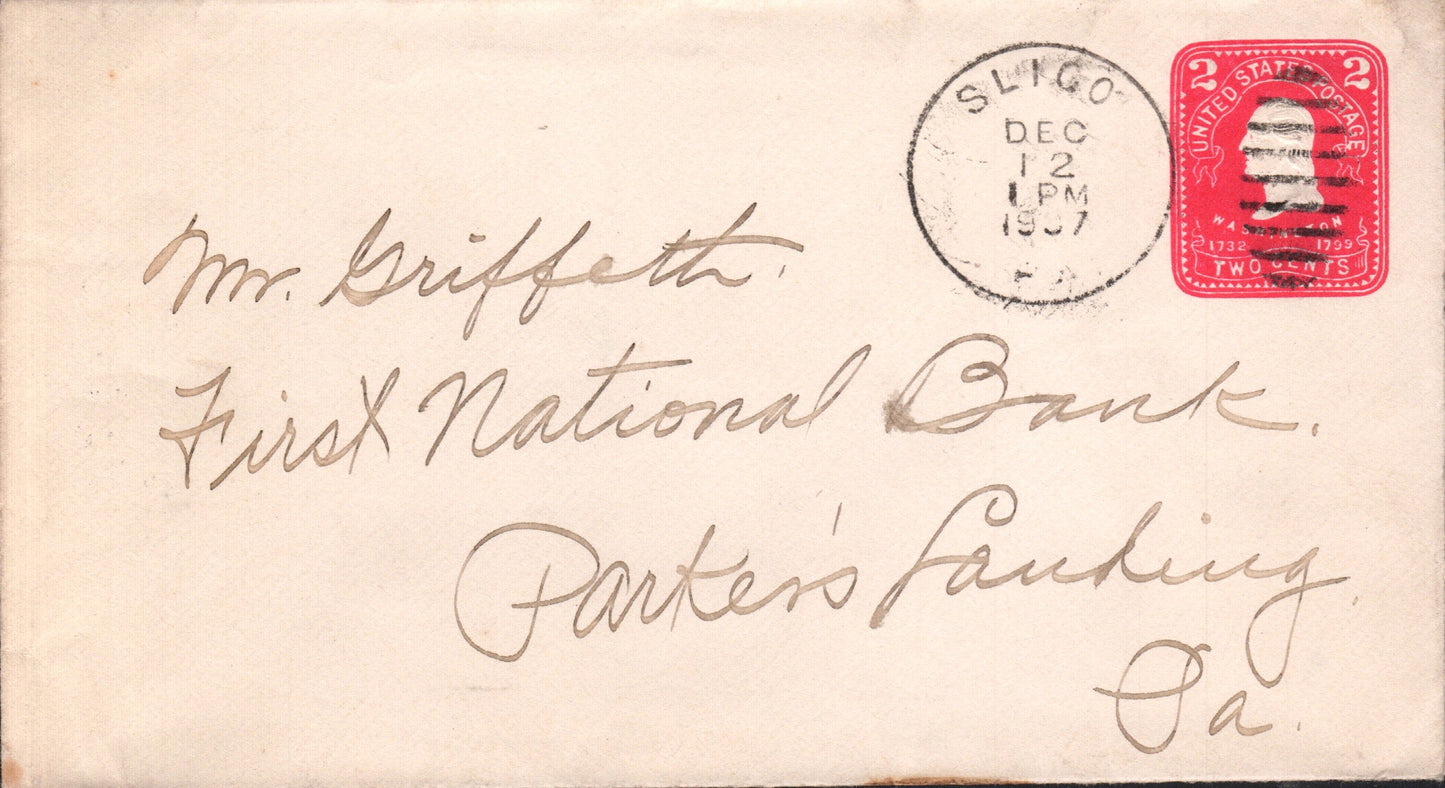 SLIGO
DEC
12
1 PM
1907
PA
2 2
UNITED STATES POSTAGE
WASHINGTON
1732 1799
TWO CENTS
Mr. Griffeth.
First National Bank.
Parker's Landing,
Pa.